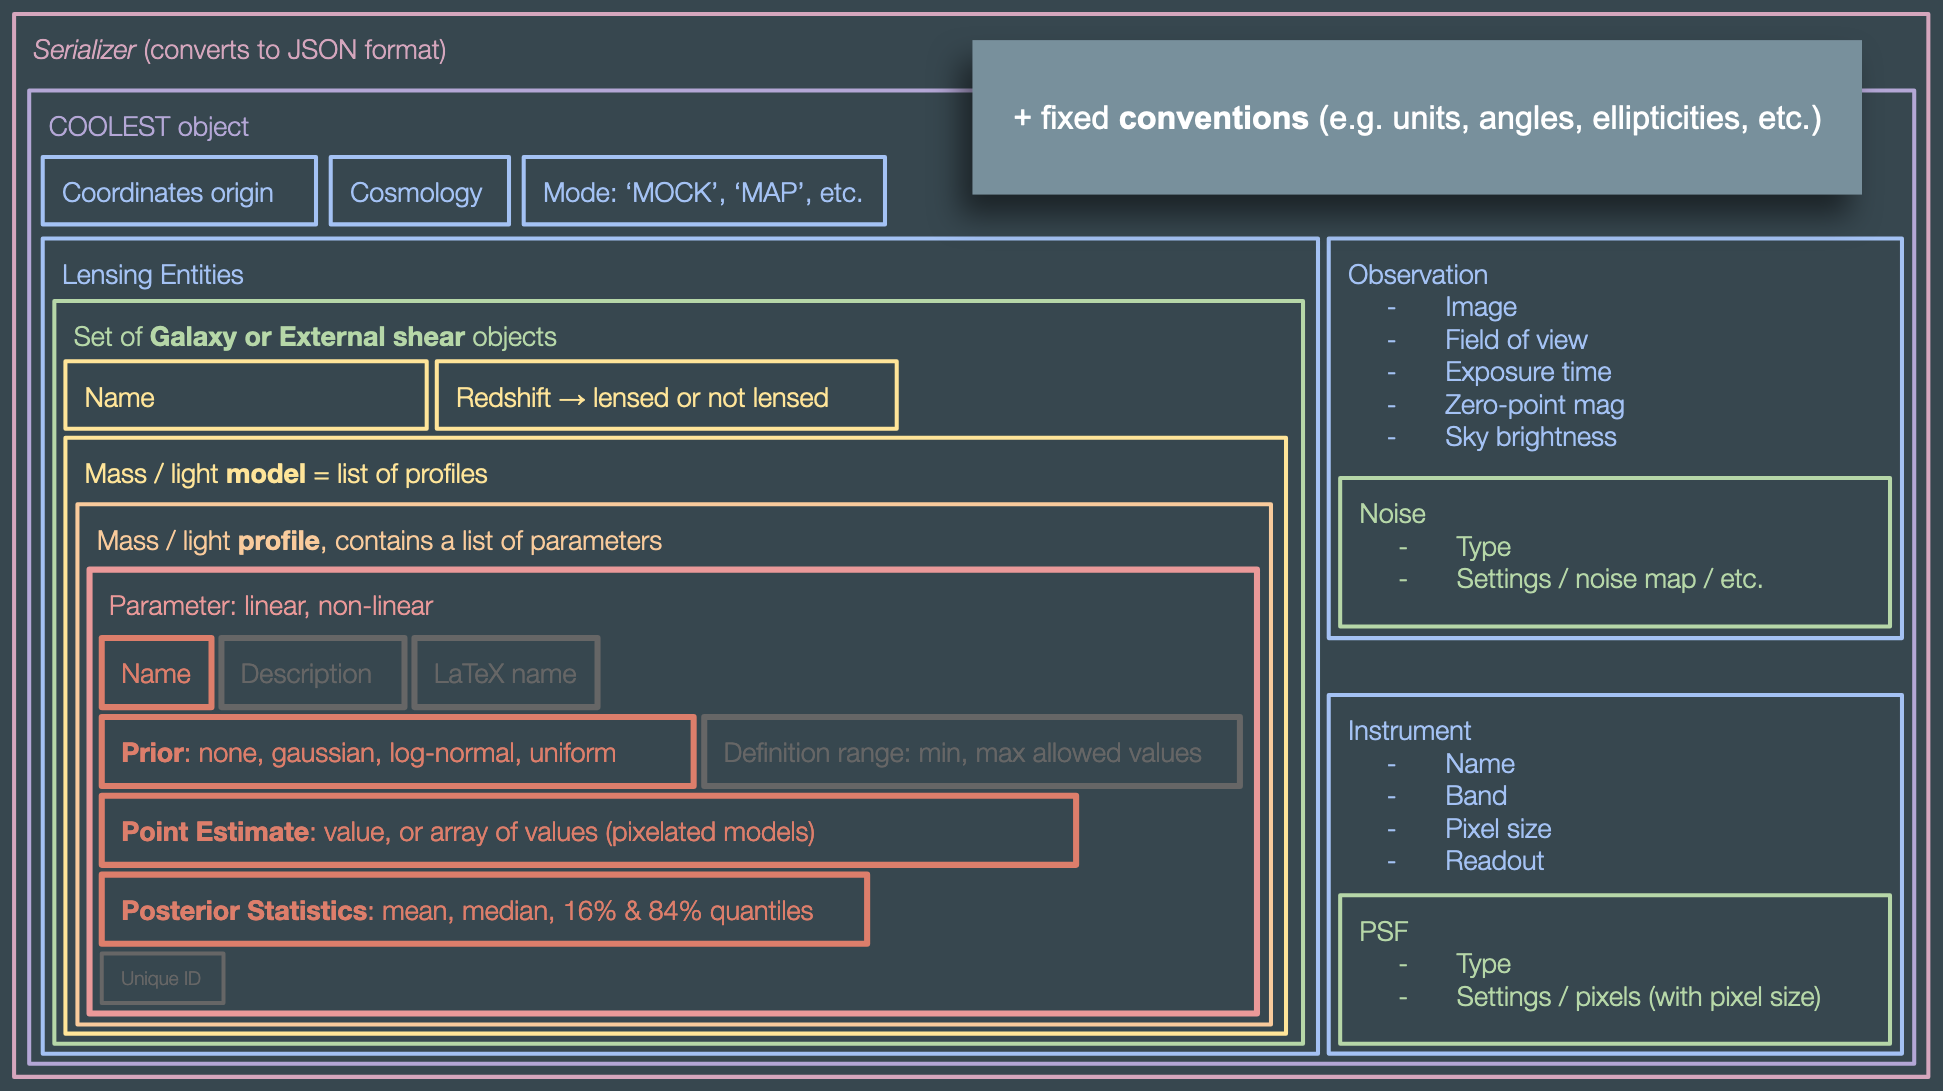 Serializer (converts to JSON format)
+ fixed conventions (e.g. units, angles, ellipticities, etc.)
COOLEST object
Coordinates origin
Cosmology
Mode: ‘MOCK’, ‘MAP’, etc.
Lensing Entities
Set of Galaxy or External shear objects
Name
Redshift → lensed or not lensed
Mass / light model = list of profiles
Mass / light profile, contains a list of parameters
Parameter: linear, non-linear
Name
Description
LaTeX name
Prior: none, gaussian, log-normal, uniform
Definition range: min, max allowed values
Point Estimate: value, or array of values (pixelated models)
Posterior Statistics: mean, median, 16% & 84% quantiles
Unique ID
Observation
- Image
- Field of view
- Exposure time
- Zero-point mag
- Sky brightness
Noise
- Type
- Settings / noise map / etc.
Instrument
- Name
- Band
- Pixel size
- Readout
PSF
- Type
- Settings / pixels (with pixel size)